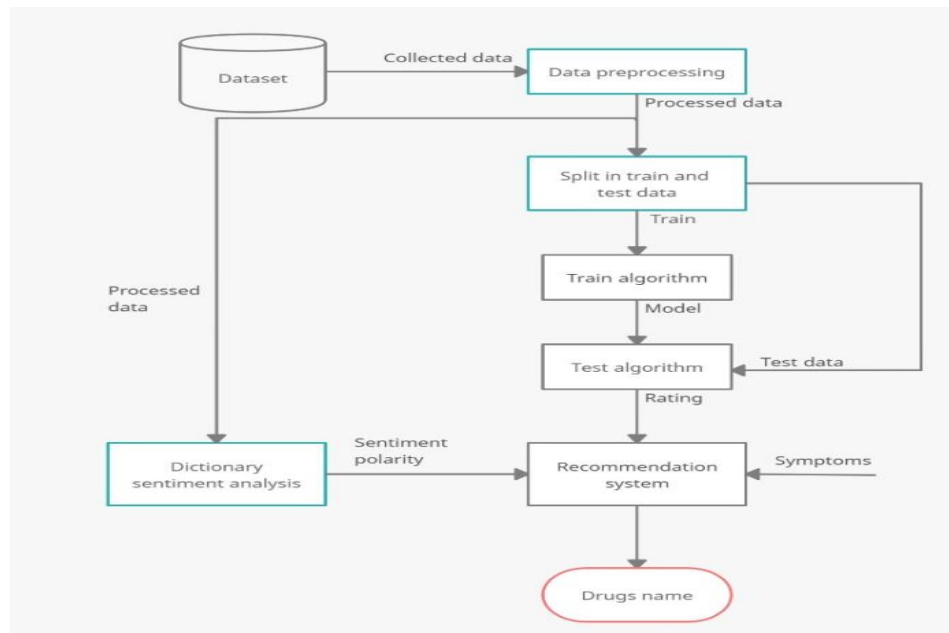 Dataset
Collected data
Data preprocessing
Processed data
Split in train and
test data
Train
Train algorithm
Model
Processed
data
Test algorithm
Test data
Rating
Dictionary
sentiment analysis
Sentiment
polarity
Recommendation
system
Symptoms
Drugs name